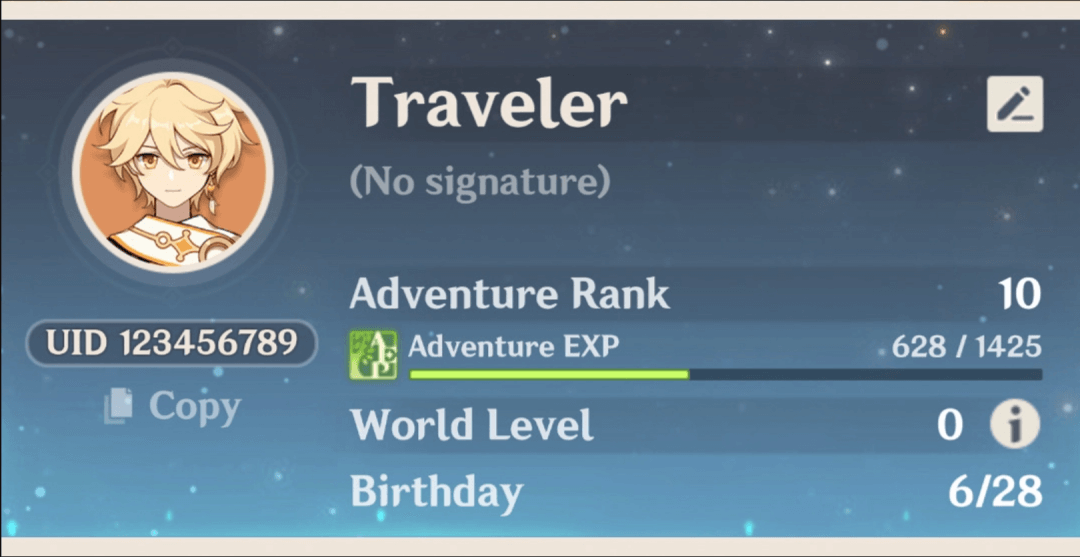 Traveler
(No signature)
Adventure Rank 10
Adventure EXP 628 / 1425
World Level 0
Birthday 6/28
UID 123456789
Copy